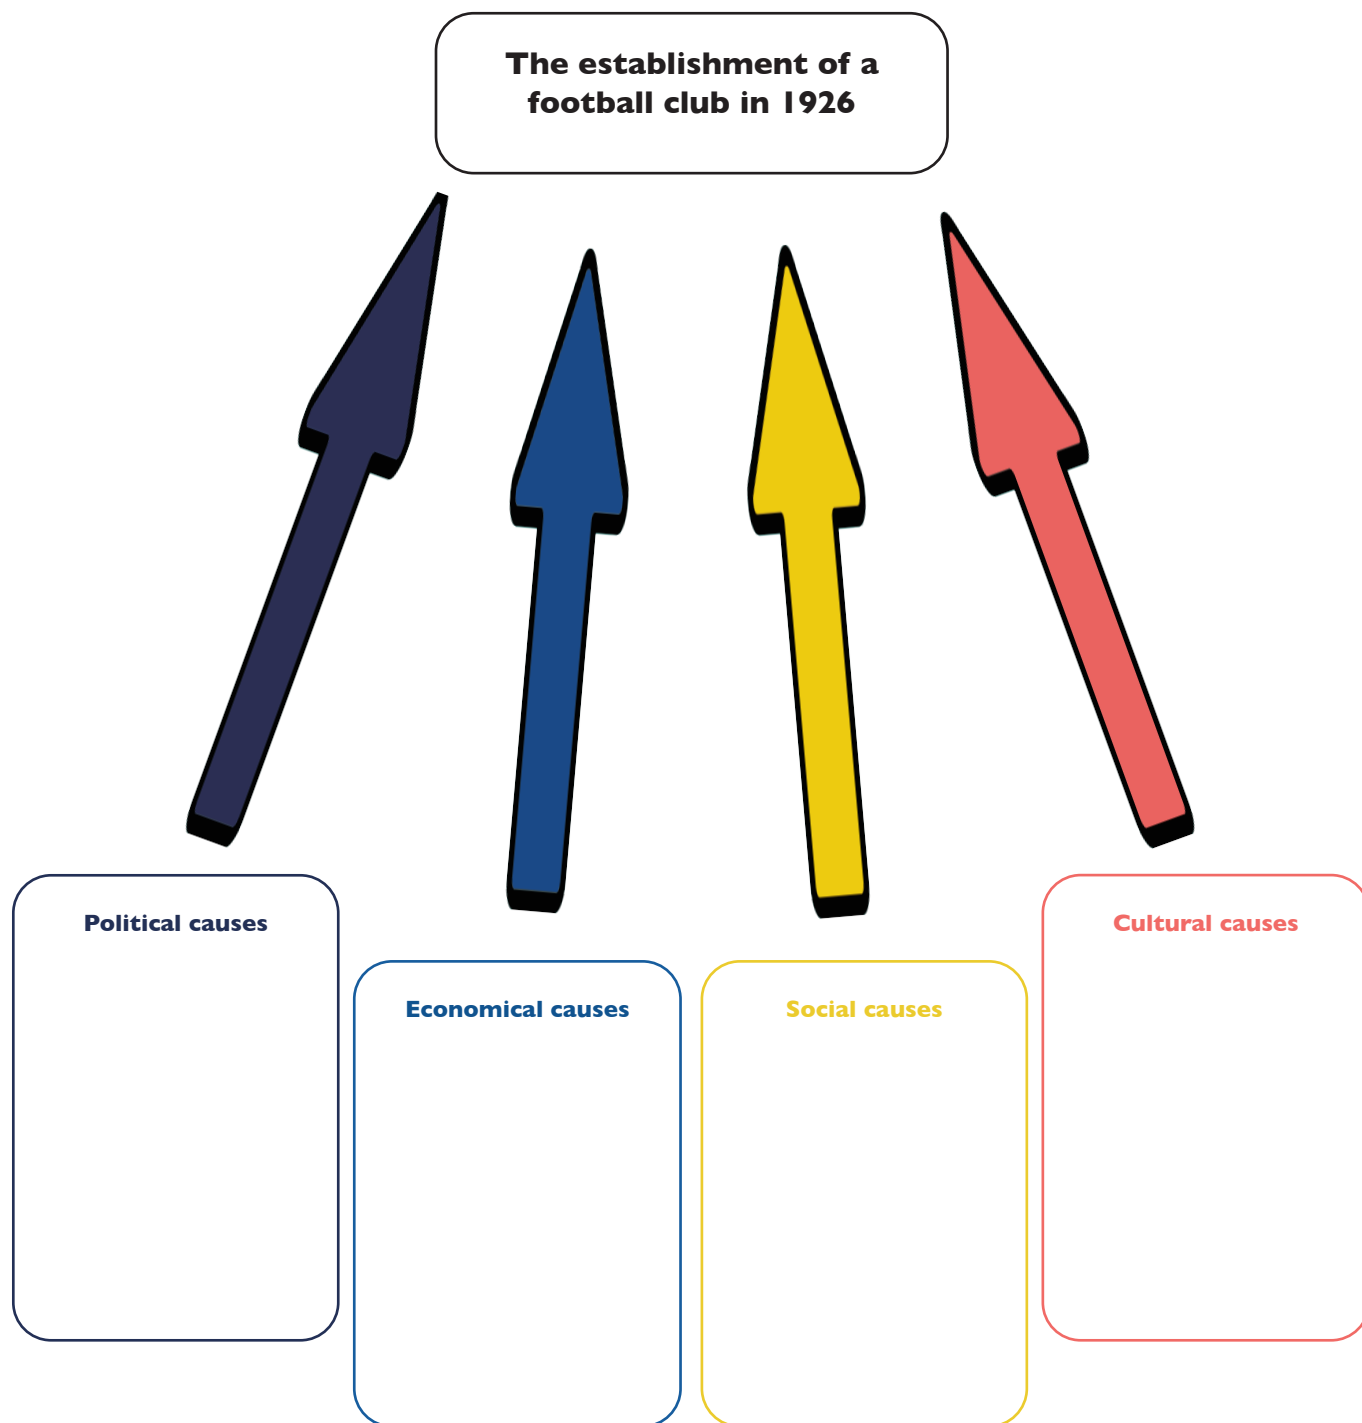 The establishment of a
football club in 1926
Political causes
Economical causes
Social causes
Cultural causes